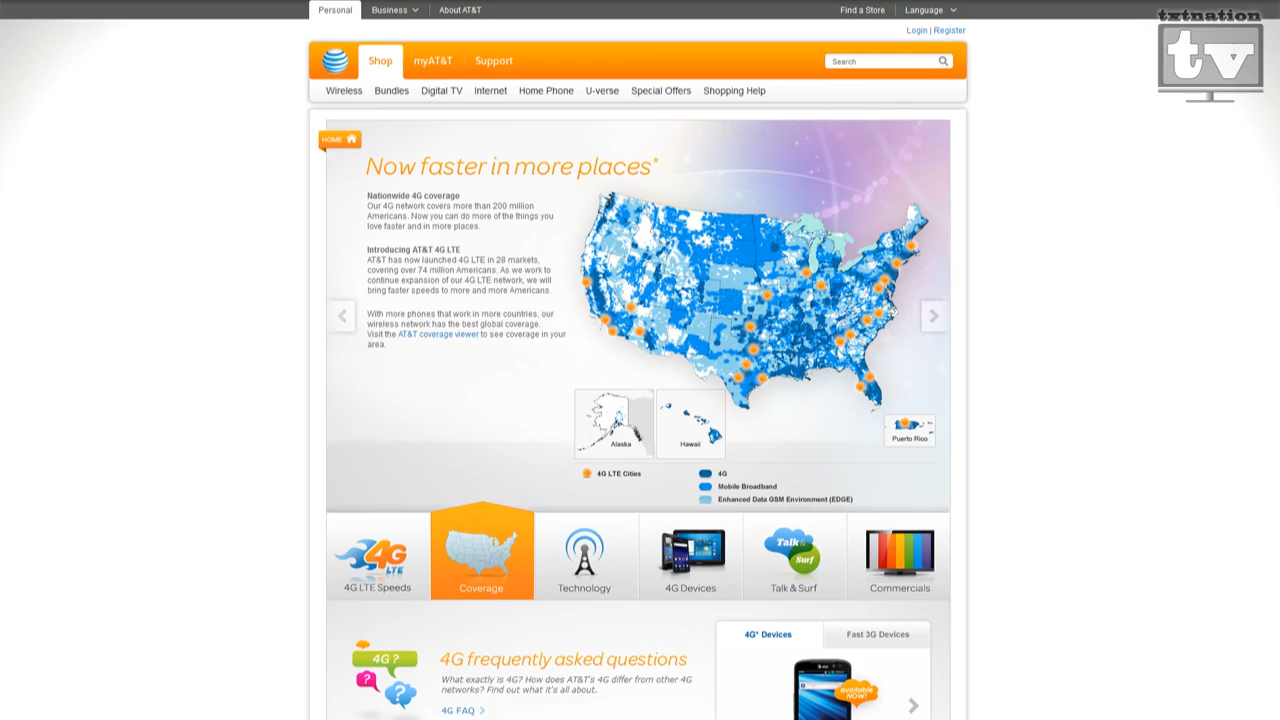 Personal
Business
About AT&T
Find a Store
Language
txtnation
tv
Login | Register
Shop
myAT&T
Support
Search
Wireless
Bundles
Digital TV
Internet
Home Phone
U-verse
Special Offers
Shopping Help
HOME
Now faster in more places*
Nationwide 4G coverage
Our 4G network covers more than 200 million
Americans. Now you can do more of the things you
love faster and in more places.
Introducing AT&T 4G LTE
AT&T has now launched 4G LTE in 28 markets,
covering over 74 million Americans. As we work to
continue expansion of our 4G LTE network, we will
bring faster speeds to more and more Americans.
With more phones that work in more countries, our
wireless network has the best global coverage.
Visit the AT&T coverage viewer to see coverage in your
area.
Alaska
Hawaii
Puerto Rico
4G LTE Cities
4G
Mobile Broadband
Enhanced Data GSM Environment (EDGE)
4G
LTE
Talk
Surf
4G LTE Speeds
Coverage
Technology
4G Devices
Talk & Surf
Commercials
4G* Devices
Fast 3G Devices
4G ?
?
?
4G frequently asked questions
What exactly is 4G? How does AT&T's 4G differ from other 4G
networks? Find out what it's all about.
4G FAQ
at&t
available
NOW!